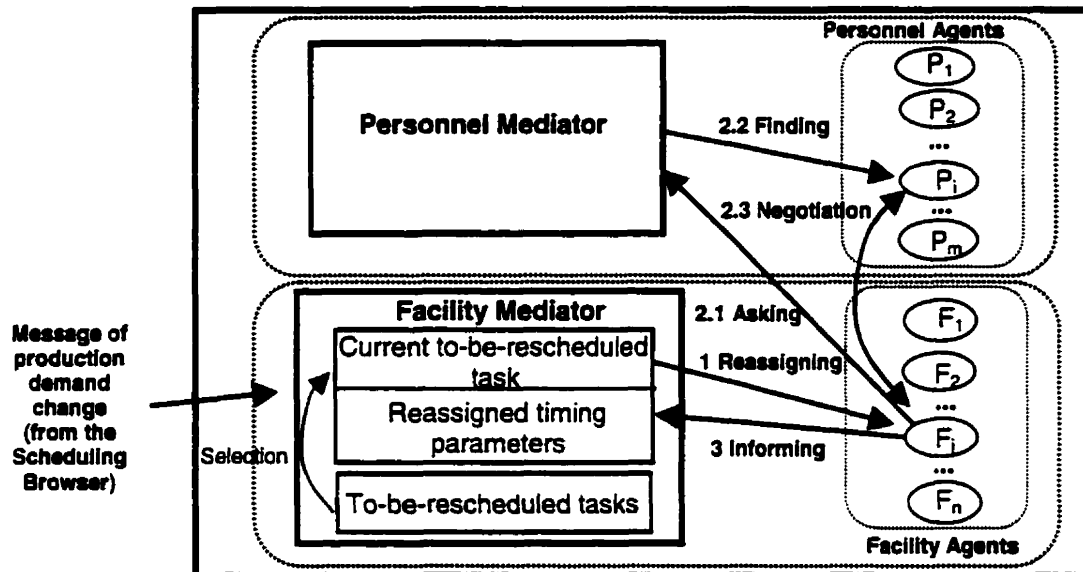 Personnel Agents
P1
P2
...
Pi
...
Pm
Personnel Mediator
2.2 Finding
2.3 Negotiation
2.1 Asking
Facility Mediator
Current to-be-rescheduled
task
Reassigned timing
parameters
To-be-rescheduled tasks
Selection
1 Reassigning
3 Informing
Message of
production
demand
change
(from the
Scheduling
Browser)
F1
F2
...
Fj
...
Fn
Facility Agents